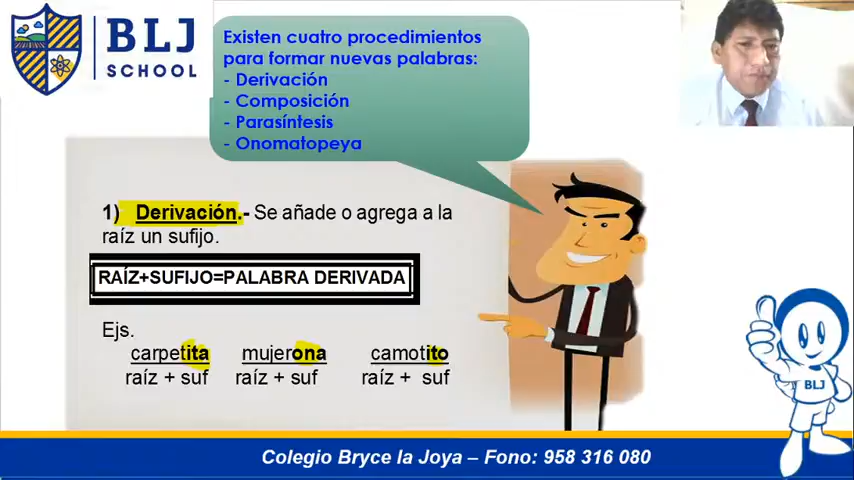 BLJ
SCHOOL
Existen cuatro procedimientos
para formar nuevas palabras:
- Derivación
- Composición
- Parasíntesis
- Onomatopeya
1) Derivación.- Se añade o agrega a la
raíz un sufijo.
RAÍZ+SUFIJO=PALABRA DERIVADA
Ejs.
carpetita mujerona camotito
raíz + suf raíz + suf raíz + suf
BLJ
Colegio Bryce la Joya – Fono: 958 316 080